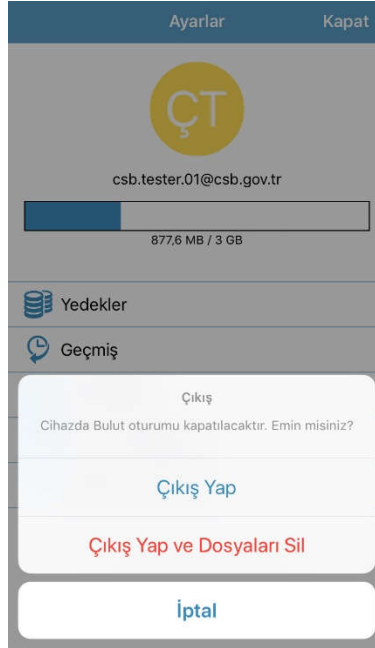 Ayarlar
Kapat
ÇT
csb.tester.01@csb.gov.tr
877,6 MB / 3 GB
Yedekler
Geçmiş
Çıkış
Cihazda Bulut oturumu kapatılacaktır. Emin misiniz?
Çıkış Yap
Çıkış Yap ve Dosyaları Sil
İptal